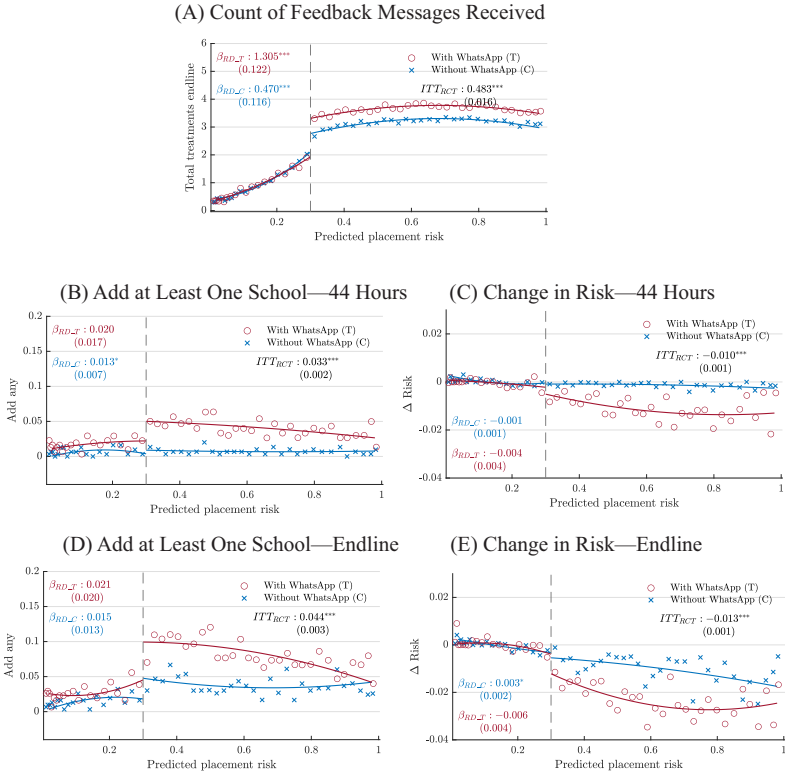 (A) Count of Feedback Messages Received
β_RD_T : 1.305***
(0.122)
β_RD_C : 0.470***
(0.116)
With WhatsApp (T)
Without WhatsApp (C)
ITT_RCT : 0.483***
(0.016)
Total treatments endline
6
5
4
3
2
1
0
0.2
0.4
0.6
0.8
1
Predicted placement risk
(B) Add at Least One School—44 Hours
β_RD_T : 0.020
(0.017)
β_RD_C : 0.013*
(0.007)
With WhatsApp (T)
Without WhatsApp (C)
ITT_RCT : 0.033***
(0.002)
Add any
0.2
0.15
0.1
0.05
0
0.2
0.4
0.6
0.8
1
Predicted placement risk
(C) Change in Risk—44 Hours
With WhatsApp (T)
Without WhatsApp (C)
ITT_RCT : −0.010***
(0.001)
β_RD_C : −0.001
(0.001)
β_RD_T : −0.004
(0.004)
Δ Risk
0.02
0
-0.02
-0.04
0.2
0.4
0.6
0.8
1
Predicted placement risk
(D) Add at Least One School—Endline
β_RD_T : 0.021
(0.020)
β_RD_C : 0.015
(0.013)
With WhatsApp (T)
Without WhatsApp (C)
ITT_RCT : 0.044***
(0.003)
Add any
0.2
0.15
0.1
0.05
0
0.2
0.4
0.6
0.8
1
Predicted placement risk
(E) Change in Risk—Endline
With WhatsApp (T)
Without WhatsApp (C)
ITT_RCT : −0.013***
(0.001)
β_RD_C : 0.003*
(0.002)
β_RD_T : −0.006
(0.004)
Δ Risk
0.02
0
-0.02
-0.04
0.2
0.4
0.6
0.8
1
Predicted placement risk